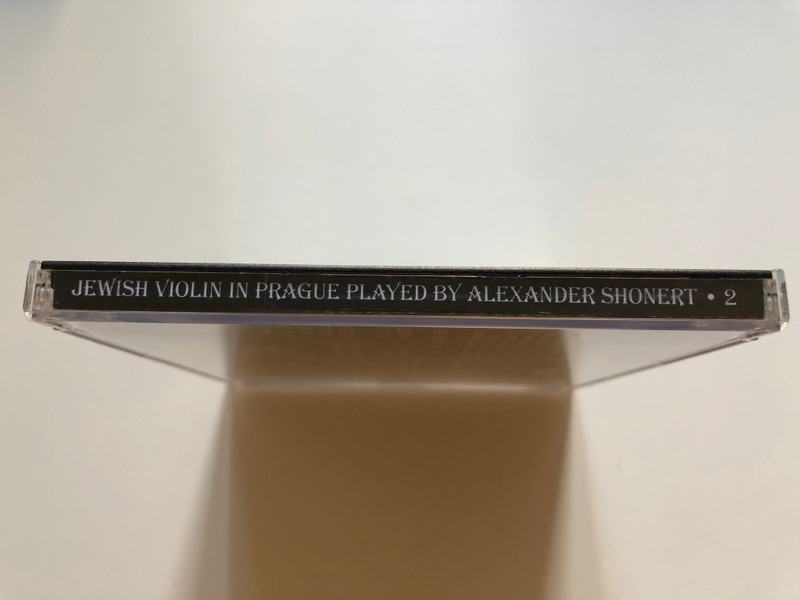 JEWISH VIOLIN IN PRAGUE PLAYED BY ALEXANDER SHONERT • 2